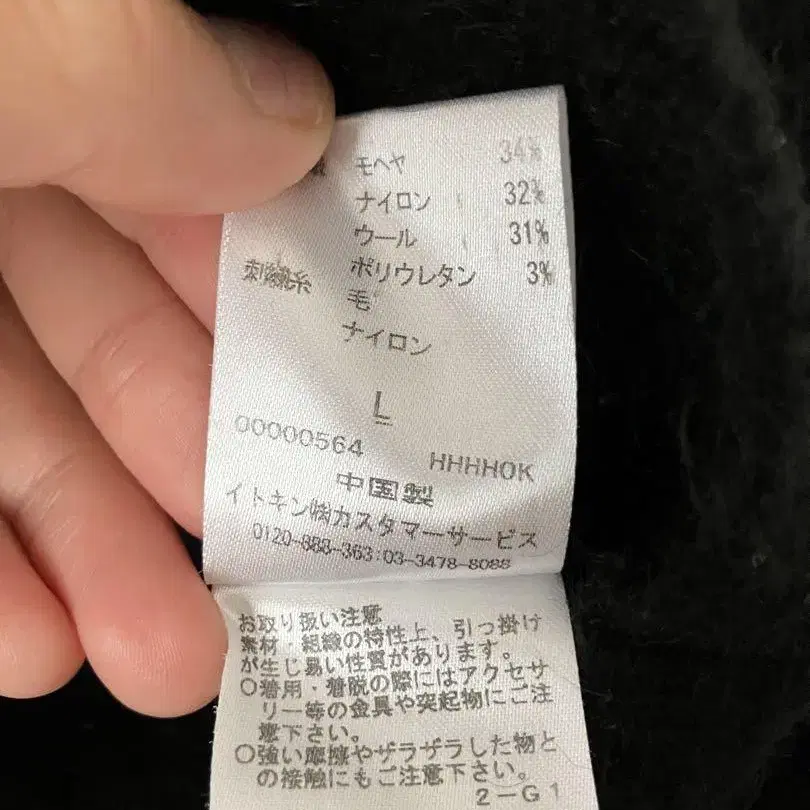 モヘヤ 34%
ナイロン 32%
ウール 31%
刺繍糸 ポリウレタン 3%
毛
ナイロン
L
00000564 HHHHOK
中国製
イトキン㈱カスタマーサービス
0120-888-363:03-3478-8088
お取り扱い注意
素材・組織の特性上、引っ掛け
が生じ易い性質があります。
○着用・着脱の際にはアクセサ
リー等の金具や突起物にご注
意下さい。
○強い摩擦やザラザラした物と
の接触にもご注意下さい。
2-G1